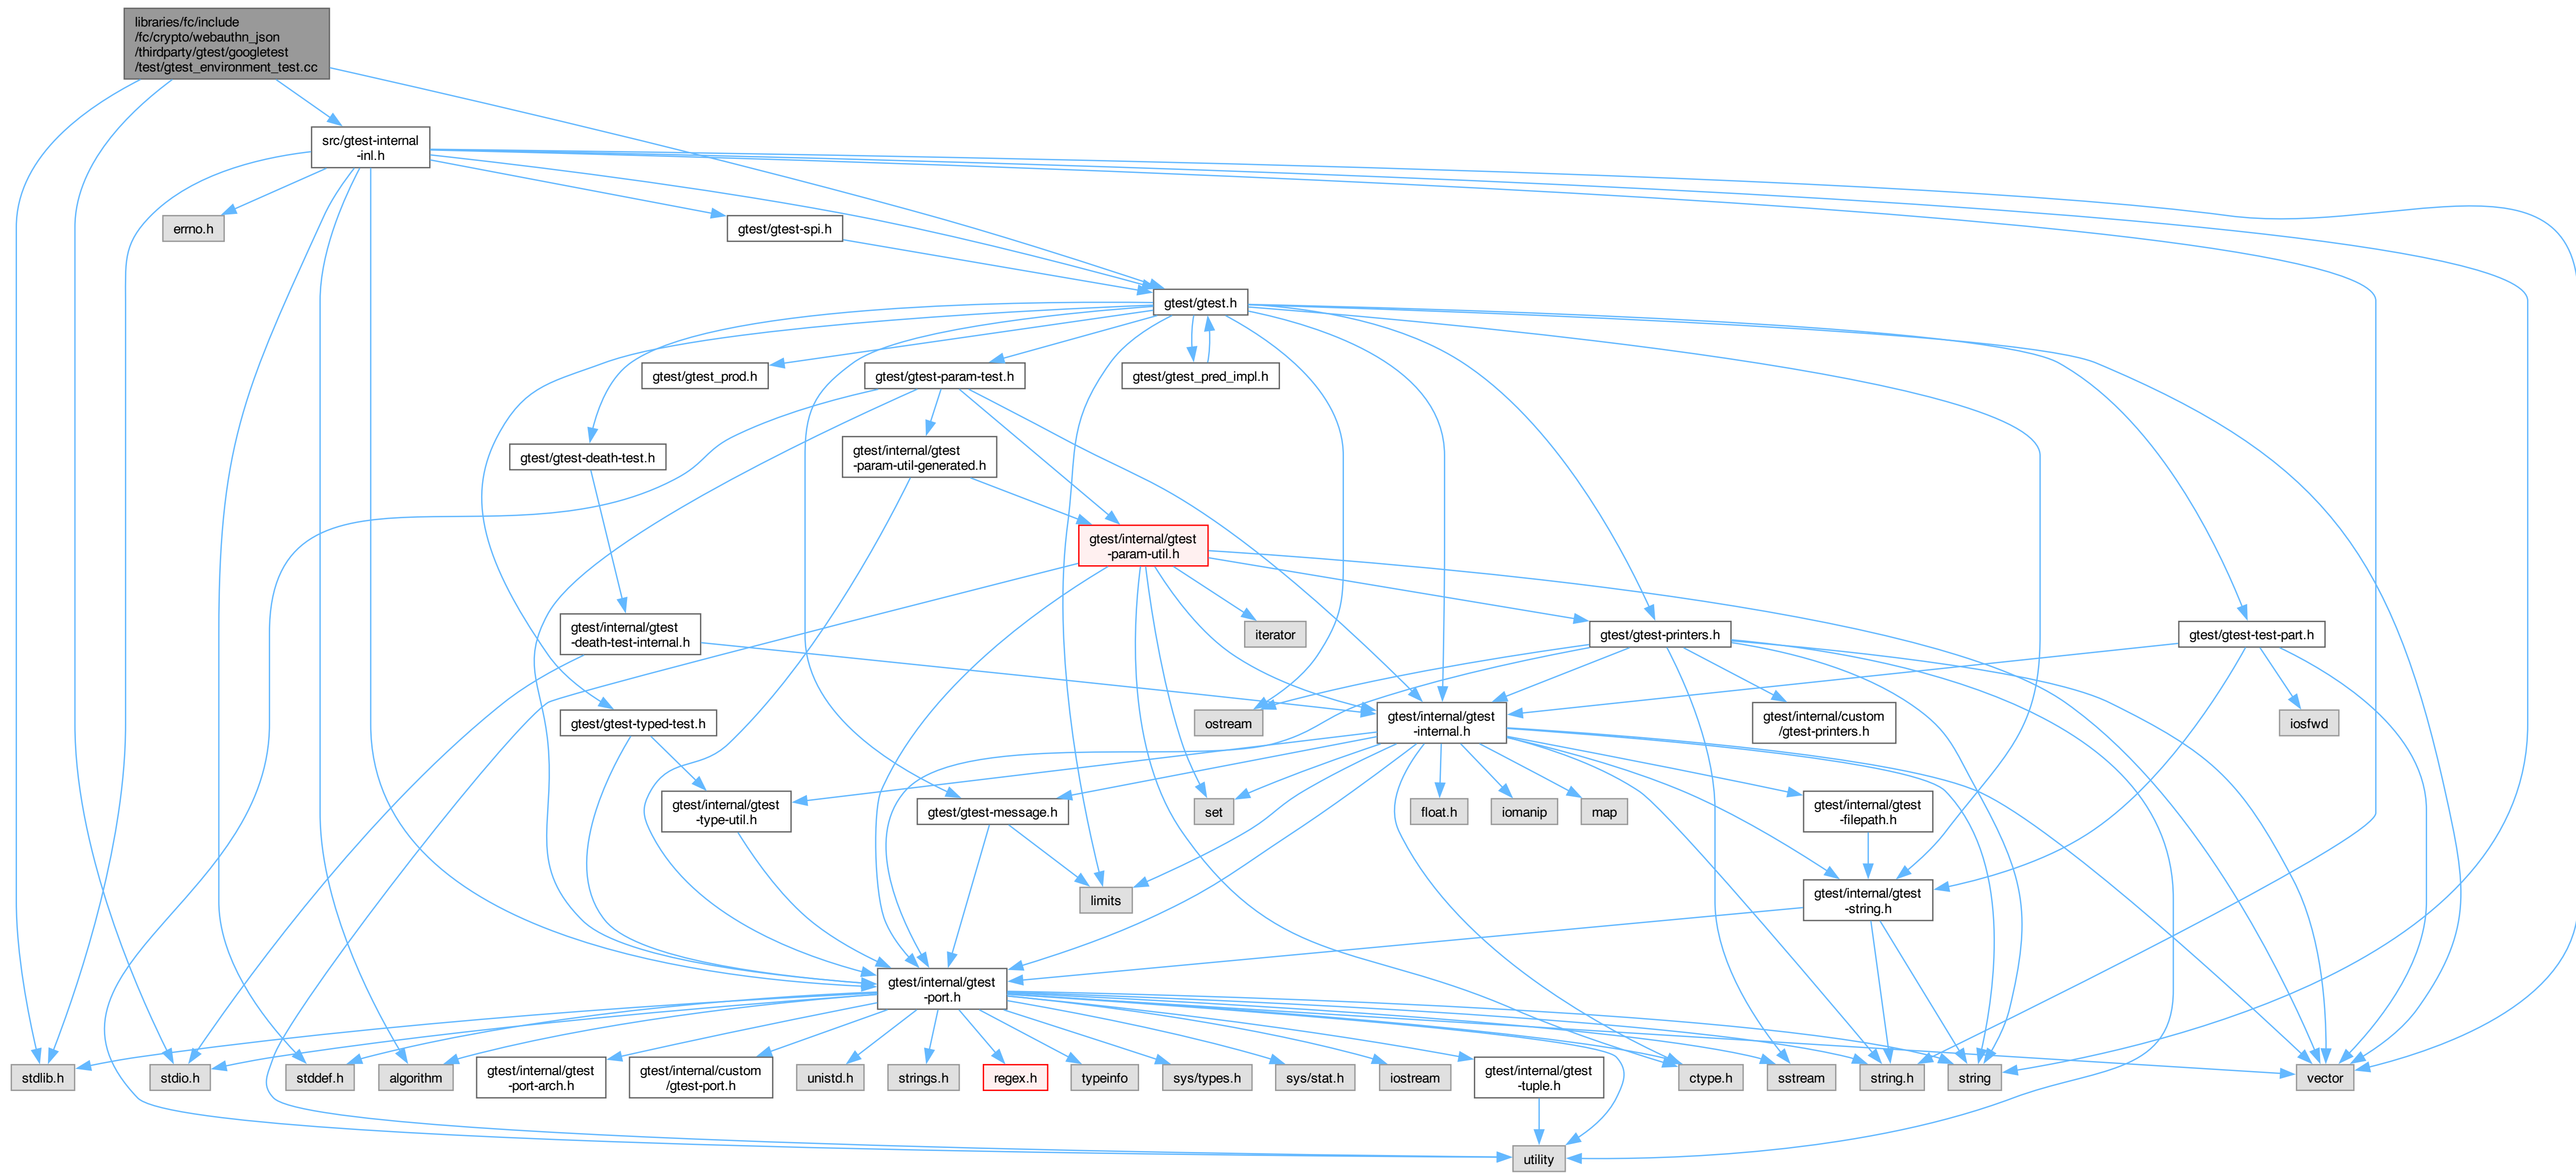 libraries/fc/include
/fc/crypto/webauthn_json
/thirdparty/gtest/googletest
/test/gtest_environment_test.cc
src/gtest-internal
-inl.h
errno.h
gtest/gtest-spi.h
gtest/gtest.h
gtest/gtest_prod.h
gtest/gtest-param-test.h
gtest/gtest_pred_impl.h
gtest/gtest-death-test.h
gtest/internal/gtest
-param-util-generated.h
gtest/internal/gtest
-param-util.h
gtest/internal/gtest
-death-test-internal.h
iterator
gtest/gtest-printers.h
gtest/gtest-test-part.h
gtest/gtest-typed-test.h
ostream
gtest/internal/gtest
-internal.h
gtest/internal/custom
/gtest-printers.h
iosfwd
gtest/internal/gtest
-type-util.h
gtest/gtest-message.h
set
float.h
iomanip
map
gtest/internal/gtest
-filepath.h
limits
gtest/internal/gtest
-string.h
gtest/internal/gtest
-port.h
stdlib.h
stdio.h
stddef.h
algorithm
gtest/internal/gtest
-port-arch.h
gtest/internal/custom
/gtest-port.h
unistd.h
strings.h
regex.h
typeinfo
sys/types.h
sys/stat.h
iostream
gtest/internal/gtest
-tuple.h
ctype.h
sstream
string.h
string
vector
utility